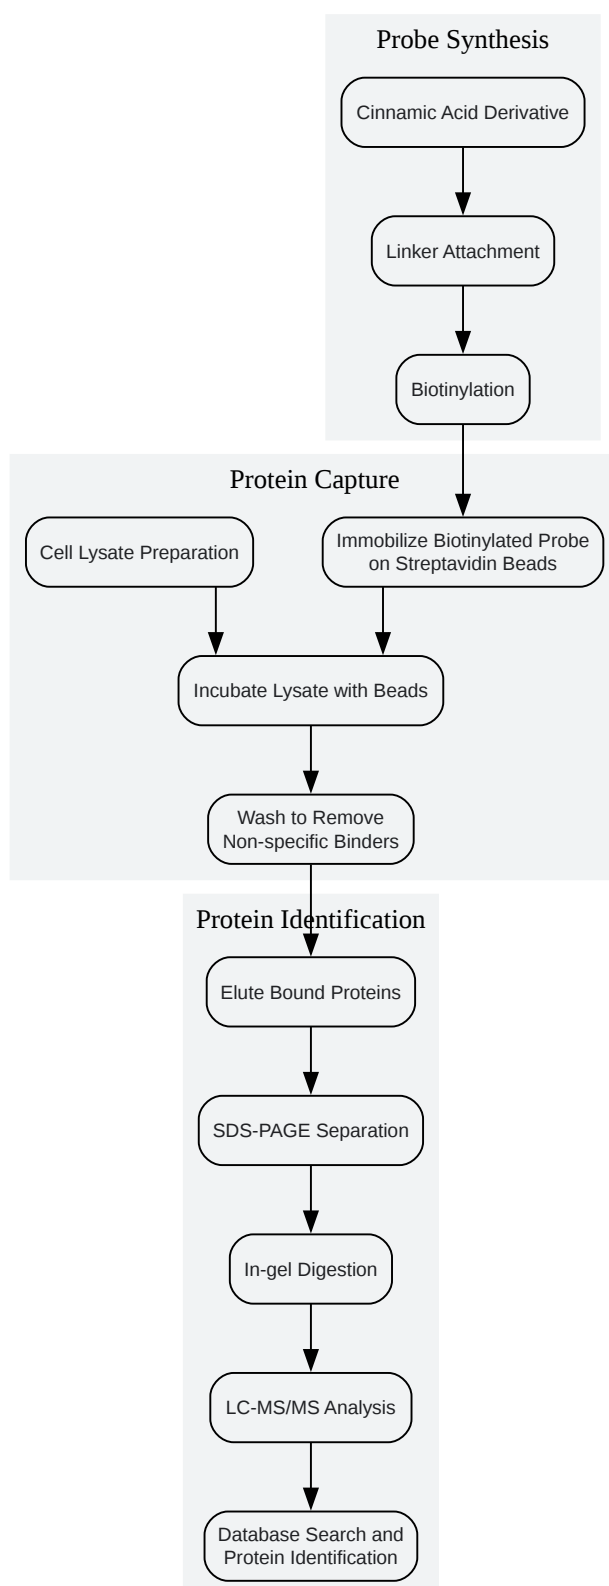 Probe Synthesis
Cinnamic Acid Derivative
Linker Attachment
Biotinylation
Protein Capture
Cell Lysate Preparation
Immobilize Biotinylated Probe
on Streptavidin Beads
Incubate Lysate with Beads
Wash to Remove
Non-specific Binders
Protein Identification
Elute Bound Proteins
SDS-PAGE Separation
In-gel Digestion
LC-MS/MS Analysis
Database Search and
Protein Identification